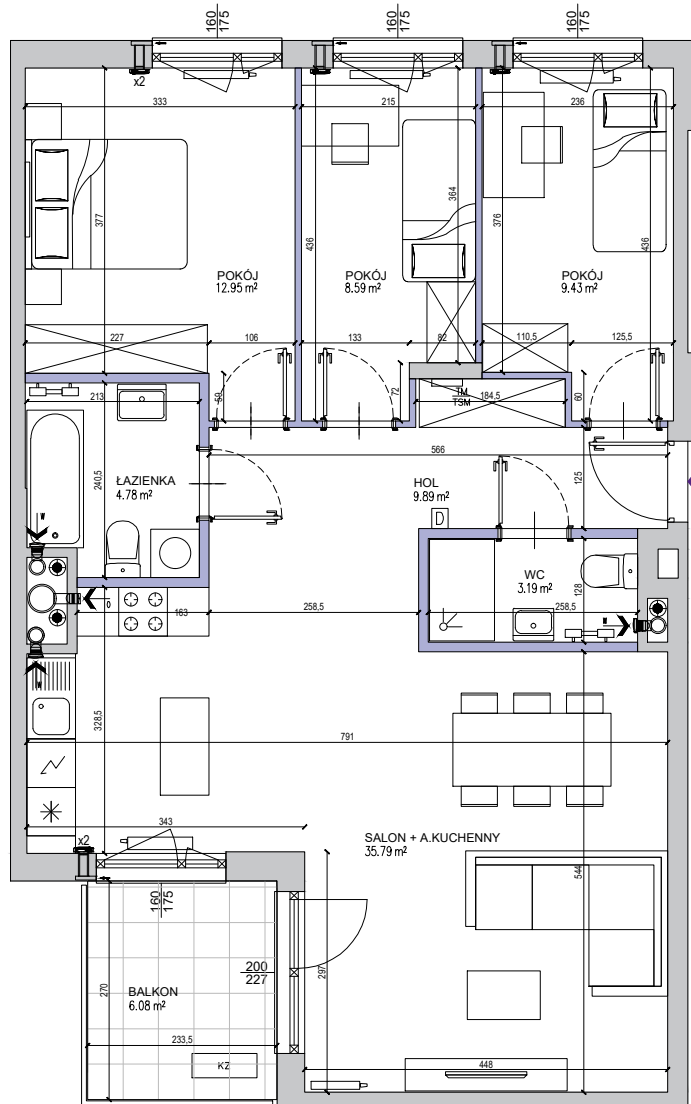 160
175
160
175
160
175
x2
333
215
236
377
436
364
376
436
POKÓJ
12.95 m²
POKÓJ
8.59 m²
POKÓJ
9.43 m²
227
106
133
82
110,5
125,5
59
72
TM
TSM
184,5
60
213
566
240,5
ŁAZIENKA
4.78 m²
HOL
9.89 m²
125
D
W
WC
3.19 m²
128
163
258,5
258,5
W
W
328,5
791
343
SALON + A.KUCHENNY
35.79 m²
x2
544
160
175
200
227
297
270
BALKON
6.08 m²
233,5
KZ
448